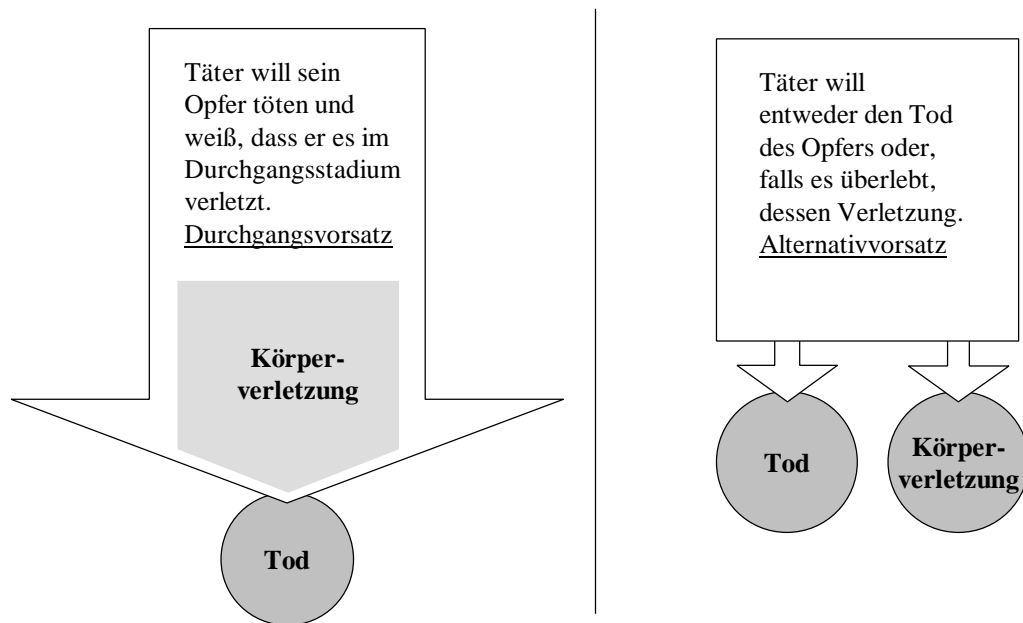 Täter will sein
Opfer töten und
weiß, dass er es im
Durchgangsstadium
verletzt.
Durchgangsvorsatz
Körper-
verletzung
Tod
Täter will
entweder den Tod
des Opfers oder,
falls es überlebt,
dessen Verletzung.
Alternativvorsatz
Tod
Körper-
verletzung